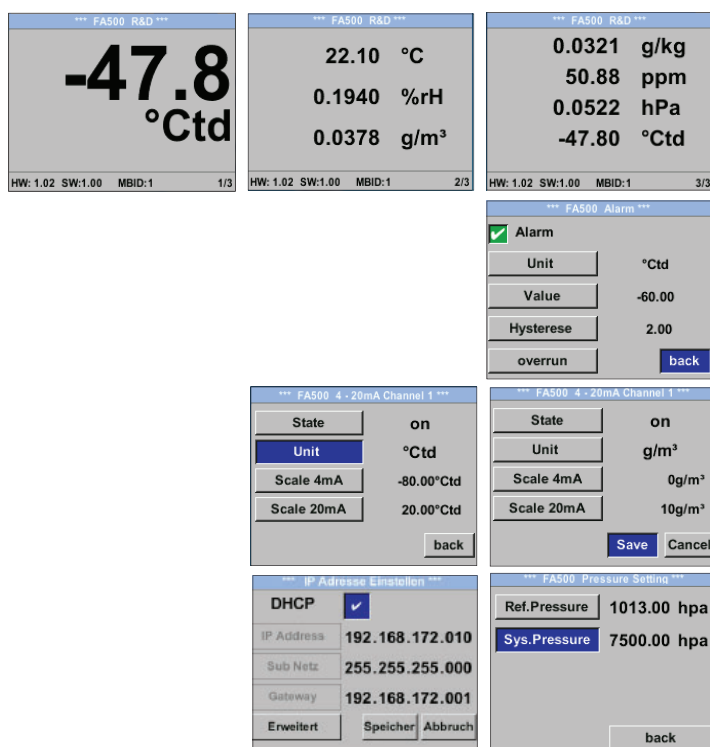 *** FA500 R&D ***
-47.8
°Ctd
HW: 1.02 SW:1.00 MBID:1 1/3
*** FA500 R&D ***
22.10 °C
0.1940 %rH
0.0378 g/m³
HW: 1.02 SW:1.00 MBID:1 2/3
*** FA500 R&D ***
0.0321 g/kg
50.88 ppm
0.0522 hPa
-47.80 °Ctd
HW: 1.02 SW:1.00 MBID:1 3/3
*** FA500 Alarm ***
Alarm
Unit °Ctd
Value -60.00
Hysterese 2.00
overrun back
*** FA500 4 - 20mA Channel 1 ***
State on
Unit °Ctd
Scale 4mA -80.00°Ctd
Scale 20mA 20.00°Ctd
back
*** FA500 4 - 20mA Channel 1 ***
State on
Unit g/m³
Scale 4mA 0g/m³
Scale 20mA 10g/m³
Save Cancel
*** IP Adresse Einstellen ***
DHCP
IP Address 192.168.172.010
Sub Netz 255.255.255.000
Gateway 192.168.172.001
Erweitert Speicher Abbruch
*** FA500 Pressure Setting ***
Ref.Pressure 1013.00 hpa
Sys.Pressure 7500.00 hpa
back